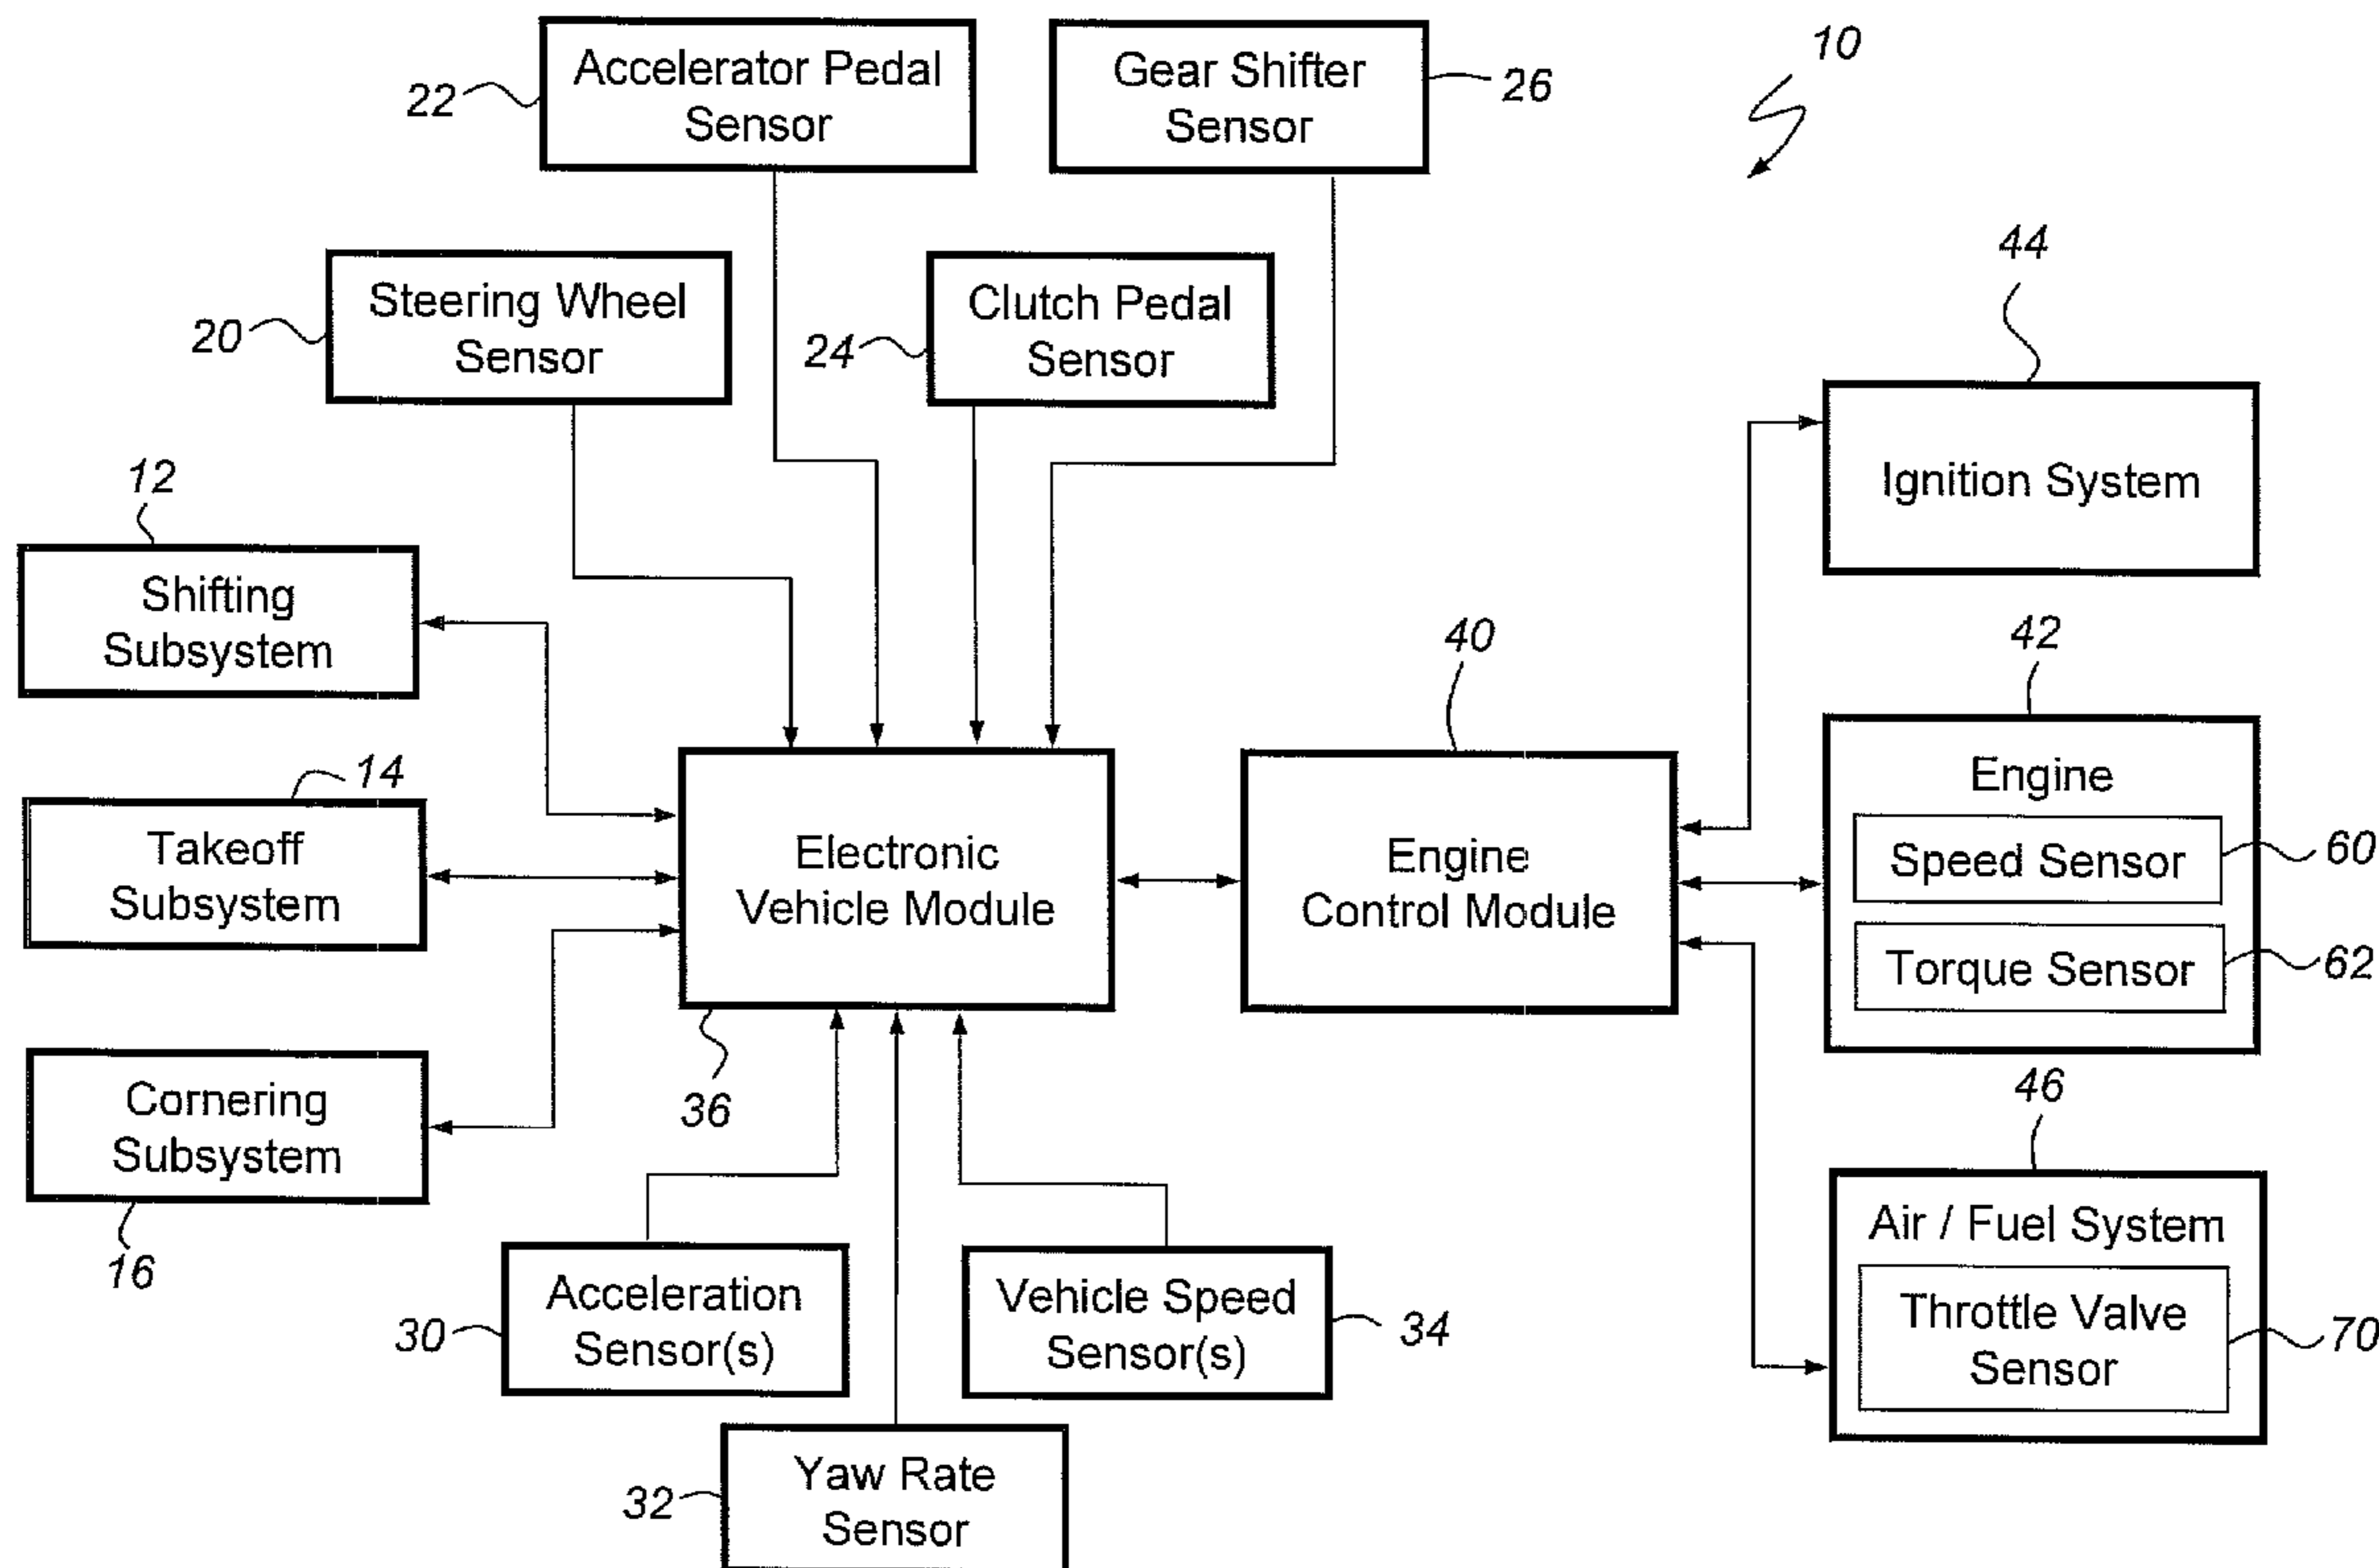 Accelerator Pedal
Sensor
22
Gear Shifter
Sensor
26
10
Steering Wheel
Sensor
20
Clutch Pedal
Sensor
24
44
Ignition System
12
Shifting
Subsystem
14
Takeoff
Subsystem
Cornering
Subsystem
16
Electronic
Vehicle Module
36
40
Engine
Control Module
42
Engine
Speed Sensor
60
Torque Sensor
62
46
Air / Fuel System
Throttle Valve
Sensor
70
Acceleration
Sensor(s)
30
Vehicle Speed
Sensor(s)
34
Yaw Rate
Sensor
32